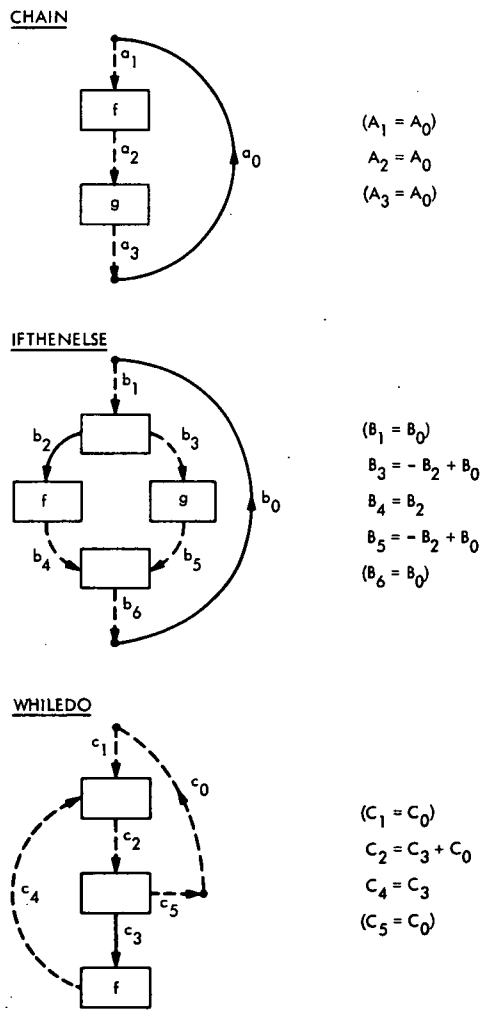 CHAIN
a1
f
a2
a0
g
a3
(A1 = A0)
A2 = A0
(A3 = A0)
IFTHENELSE
b1
b2
b3
f
g
b0
b4
b5
b6
(B1 = B0)
B3 = - B2 + B0
B4 = B2
B5 = - B2 + B0
(B6 = B0)
WHILEDO
c1
c0
c2
c4
c5
c3
f
(C1 = C0)
C2 = C3 + C0
C4 = C3
(C5 = C0)